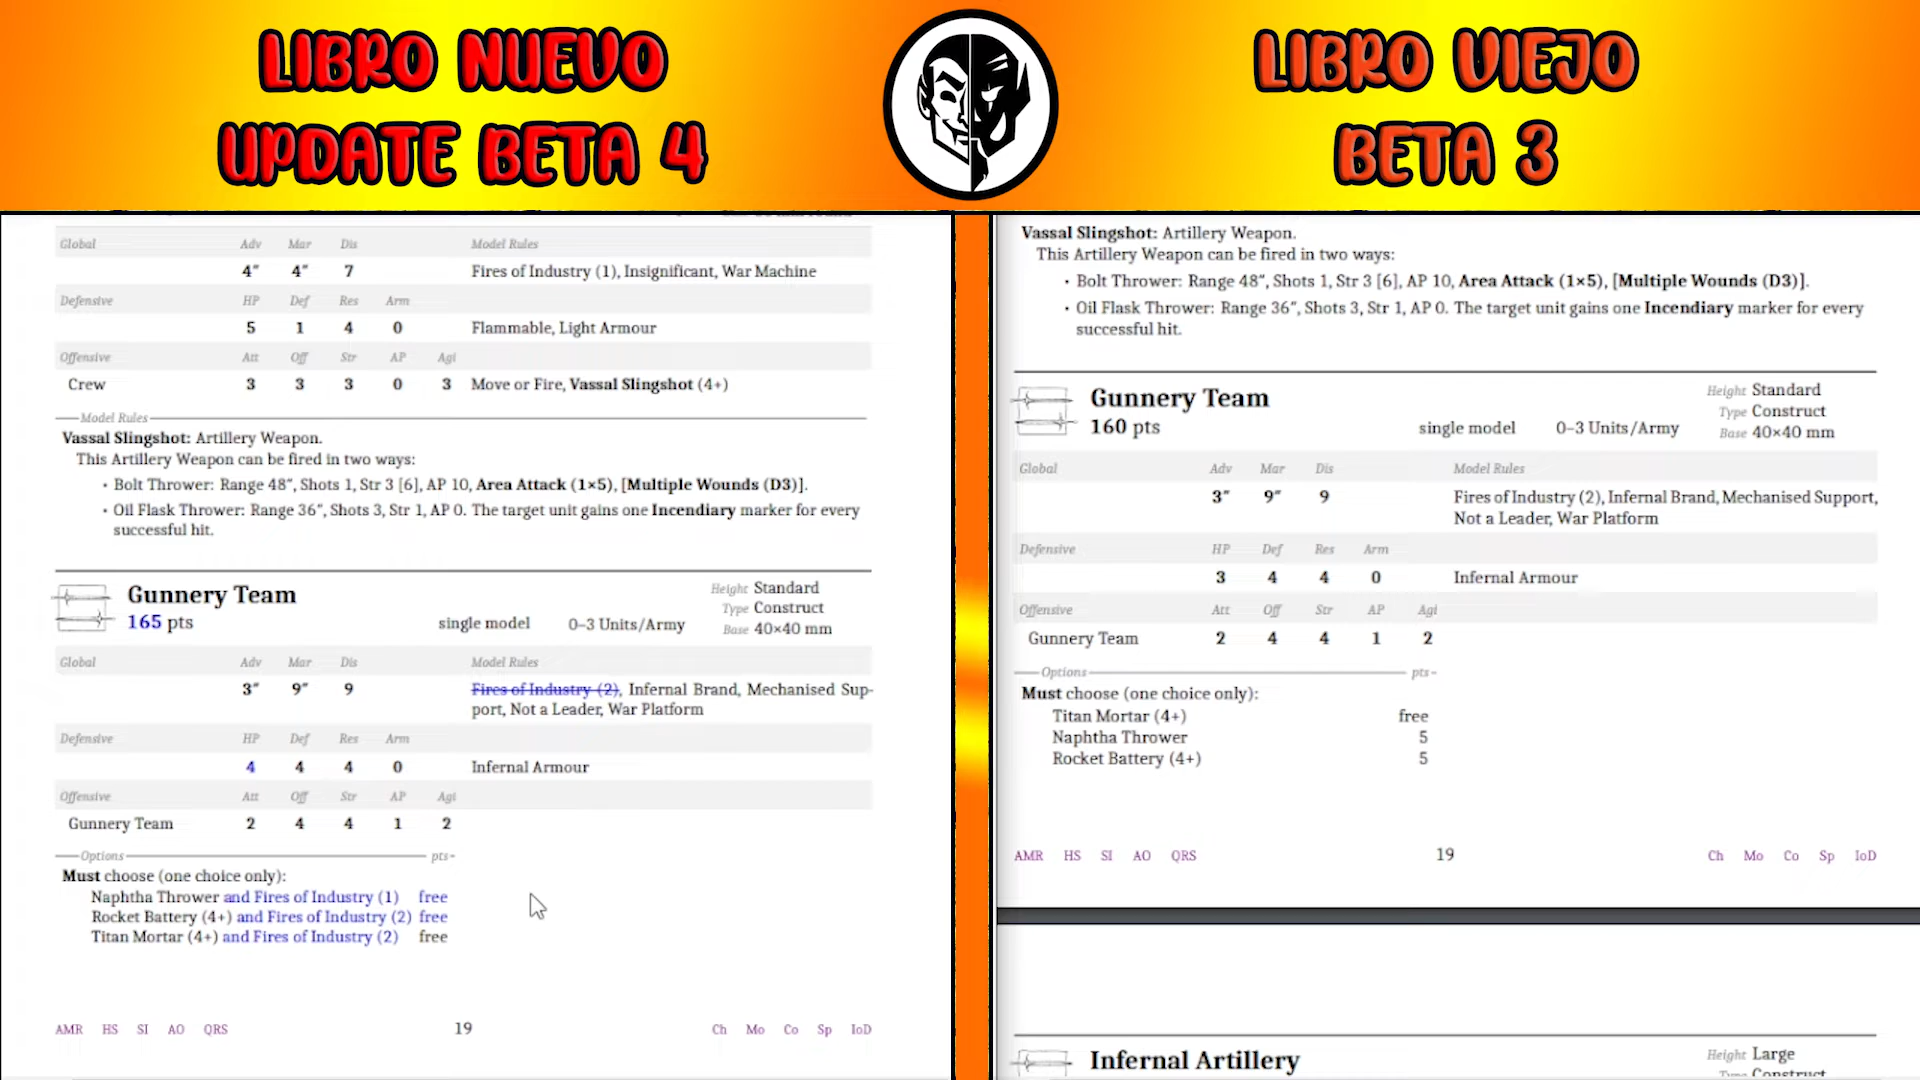 LIBRO NUEVO
UPDATE BETA 4
LIBRO VIEJO
BETA 3
Global Adv Mar Dis Model Rules
4″ 4″ 7 Fires of Industry (1), Insignificant, War Machine
Defensive HP Def Res Arm
5 1 4 0 Flammable, Light Armour
Offensive Att Off Str AP Agi
Crew 3 3 3 0 3 Move or Fire, Vassal Slingshot (4+)
Model Rules
Vassal Slingshot: Artillery Weapon.
This Artillery Weapon can be fired in two ways:
• Bolt Thrower: Range 48″, Shots 1, Str 3 [6], AP 10, Area Attack (1×5), [Multiple Wounds (D3)].
• Oil Flask Thrower: Range 36″, Shots 3, Str 1, AP 0. The target unit gains one Incendiary marker for every
successful hit.
Gunnery Team
165 pts single model 0–3 Units/Army
Height Standard
Type Construct
Base 40×40 mm
Global Adv Mar Dis Model Rules
3″ 9″ 9 Fires of Industry (2), Infernal Brand, Mechanised Sup-
port, Not a Leader, War Platform
Defensive HP Def Res Arm
4 4 4 0 Infernal Armour
Offensive Att Off Str AP Agi
Gunnery Team 2 4 4 1 2
Options pts
Must choose (one choice only):
Naphtha Thrower and Fires of Industry (1) free
Rocket Battery (4+) and Fires of Industry (2) free
Titan Mortar (4+) and Fires of Industry (2) free
AMR HS SI AO QRS 19 Ch Mo Co Sp IoD
Vassal Slingshot: Artillery Weapon.
This Artillery Weapon can be fired in two ways:
• Bolt Thrower: Range 48″, Shots 1, Str 3 [6], AP 10, Area Attack (1×5), [Multiple Wounds (D3)].
• Oil Flask Thrower: Range 36″, Shots 3, Str 1, AP 0. The target unit gains one Incendiary marker for every
successful hit.
Gunnery Team
160 pts single model 0–3 Units/Army
Height Standard
Type Construct
Base 40×40 mm
Global Adv Mar Dis Model Rules
3″ 9″ 9 Fires of Industry (2), Infernal Brand, Mechanised Support,
Not a Leader, War Platform
Defensive HP Def Res Arm
3 4 4 0 Infernal Armour
Offensive Att Off Str AP Agi
Gunnery Team 2 4 4 1 2
Options pts
Must choose (one choice only):
Titan Mortar (4+) free
Naphtha Thrower 5
Rocket Battery (4+) 5
AMR HS SI AO QRS 19 Ch Mo Co Sp IoD
Infernal Artillery
Height Large
Type Construct